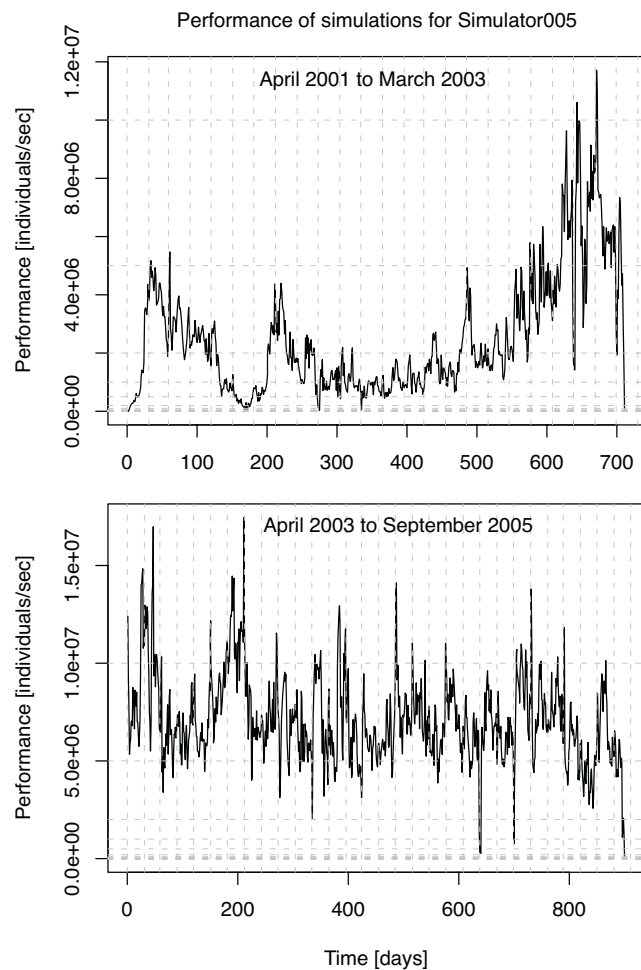 Performance of simulations for Simulator005
April 2001 to March 2003
Performance [individuals/sec]
1.2e+07
8.0e+06
4.0e+06
0.0e+00
0 100 200 300 400 500 600 700
April 2003 to September 2005
Performance [individuals/sec]
1.5e+07
1.0e+07
5.0e+06
0.0e+00
0 200 400 600 800
Time [days]